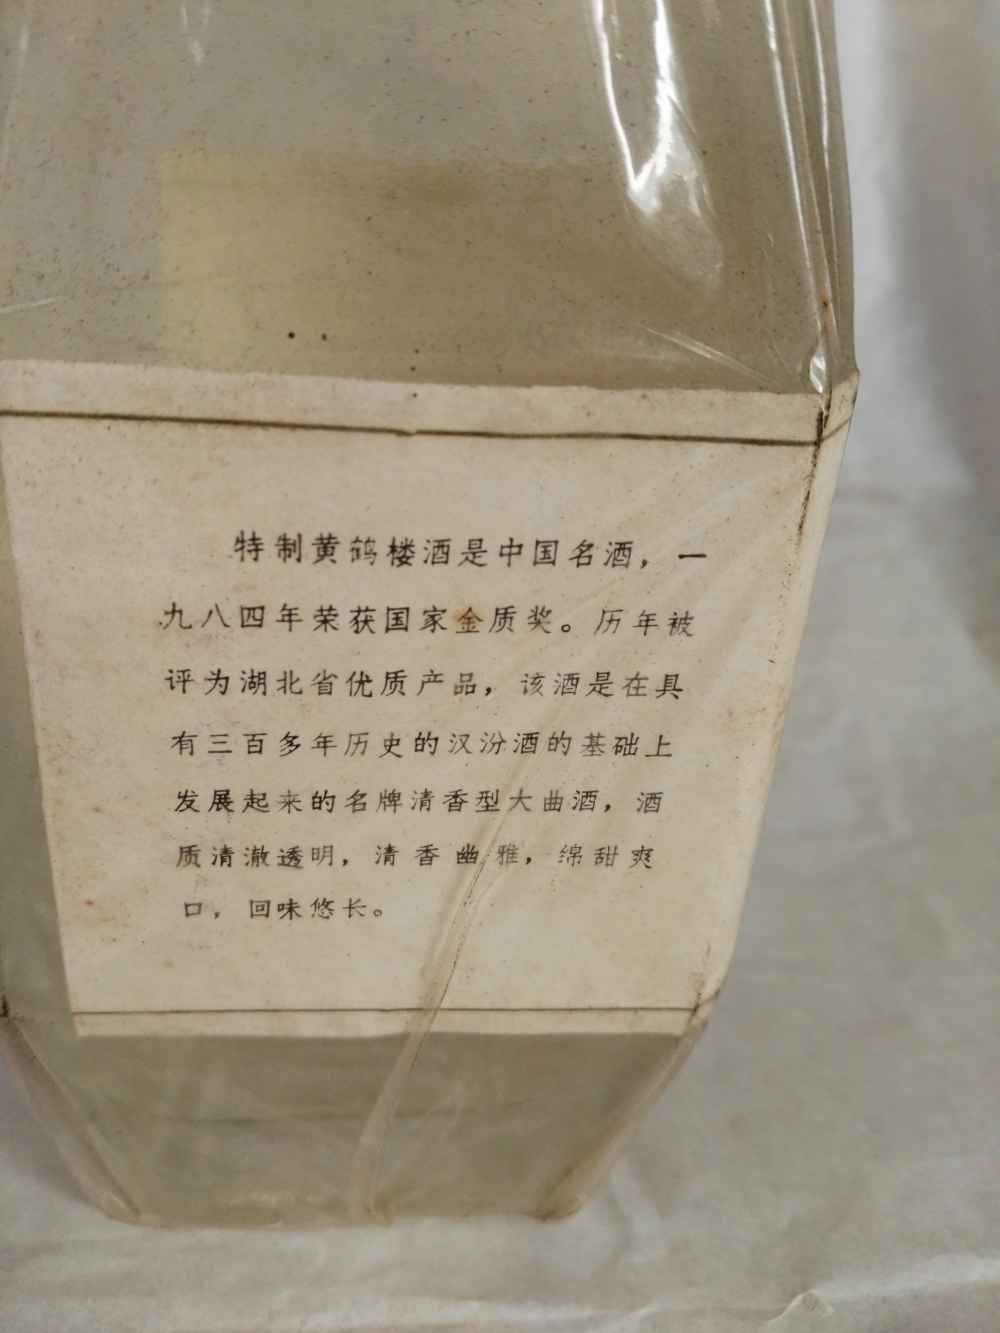 特制黄鹤楼酒是中国名酒，一
九八四年荣获国家金质奖。历年被
评为湖北省优质产品，该酒是在具
有三百多年历史的汉汾酒的基础上
发展起来的名牌清香型大曲酒，酒
质清澈透明，清香幽雅，绵甜爽
口，回味悠长。